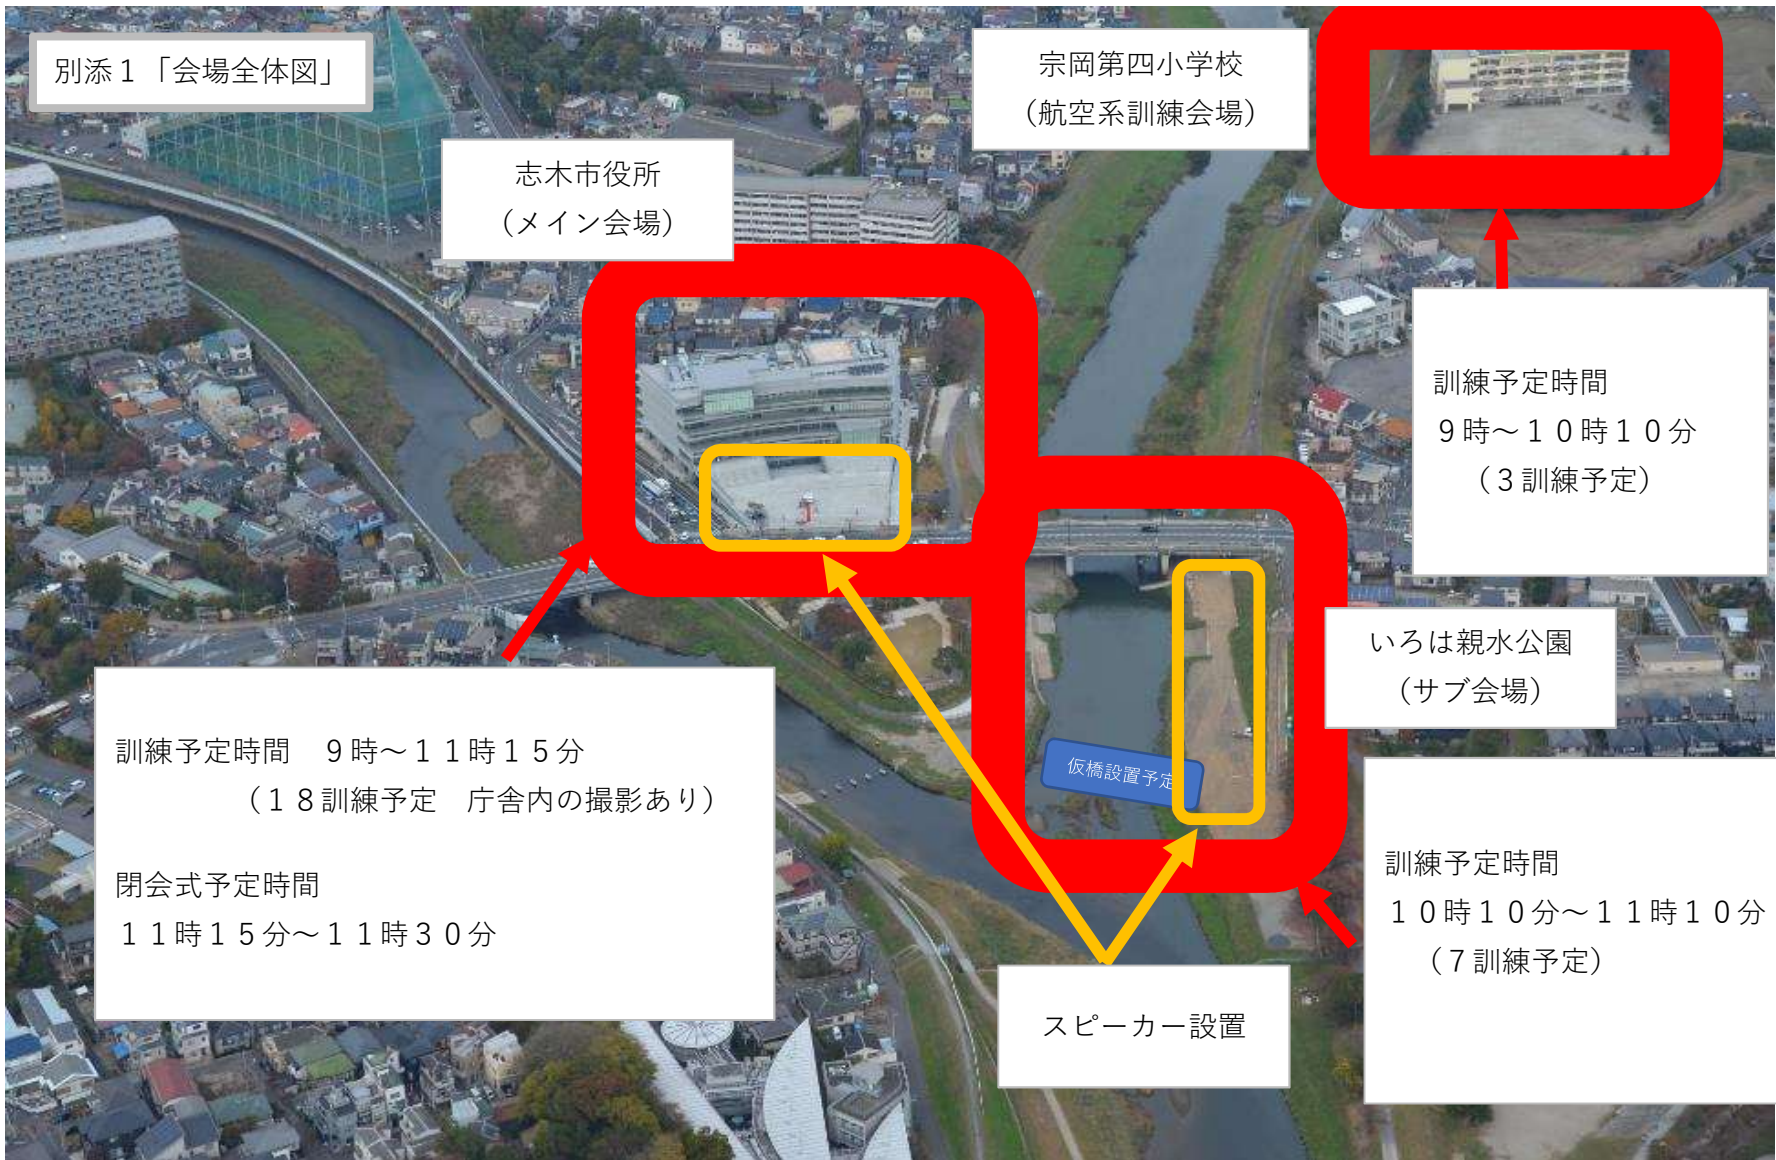 別添１「会場全体図」
宗岡第四小学校
（航空系訓練会場）
志木市役所
（メイン会場）
訓練予定時間
９時～１０時１０分
（３訓練予定）
いろは親水公園
（サブ会場）
訓練予定時間　９時～１１時１５分
（１８訓練予定　庁舎内の撮影あり）
閉会式予定時間
１１時１５分～１１時３０分
仮橋設置予定
訓練予定時間
１０時１０分～１１時１０分
（７訓練予定）
スピーカー設置